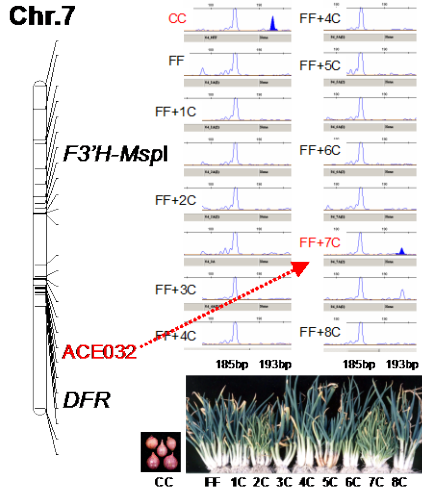 Chr.7
F3'H-MspI
ACE032
DFR
CC
FF
FF+1C
FF+2C
FF+3C
FF+4C
185bp 193bp
FF+4C
FF+5C
FF+6C
FF+7C
FF+8C
185bp 193bp
CC FF 1C 2C 3C 4C 5C 6C 7C 8C